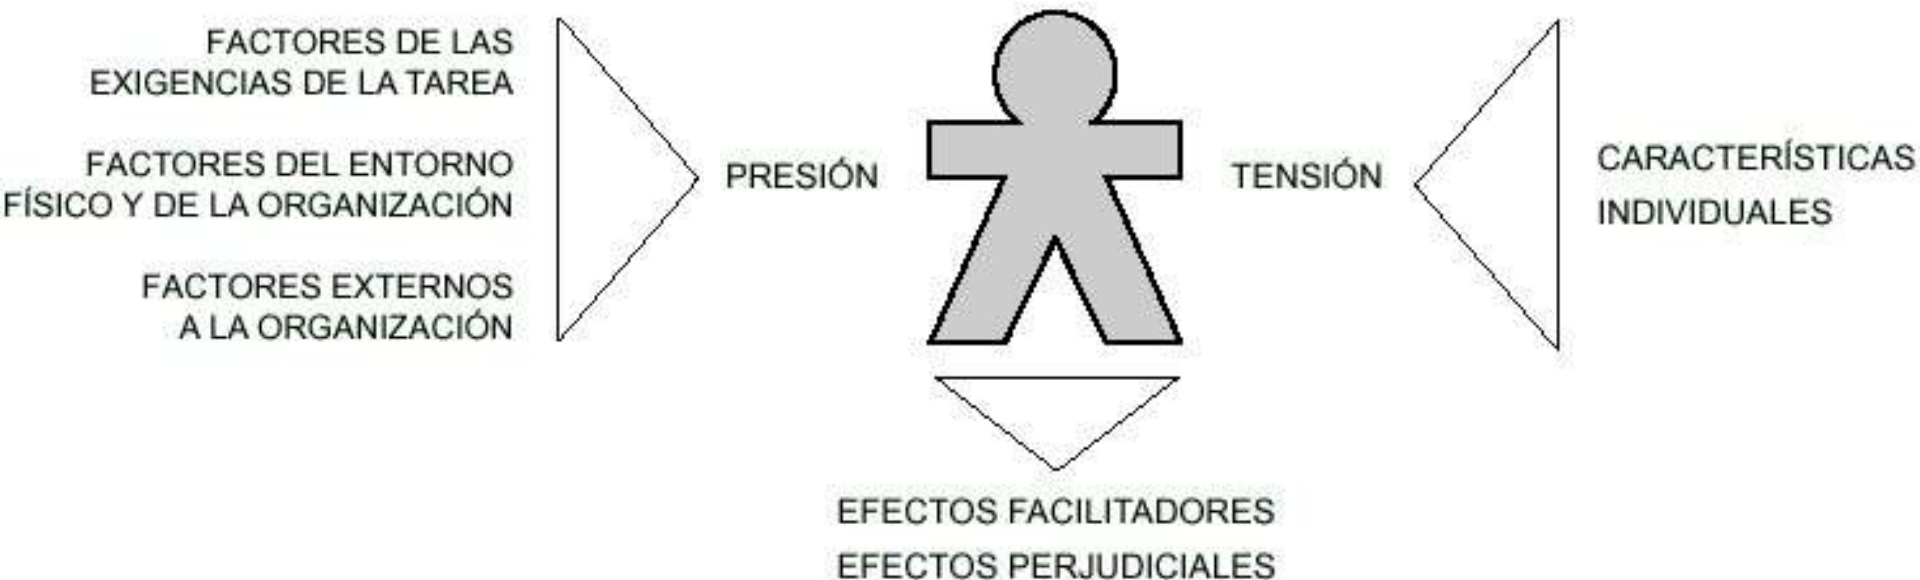 FACTORES DE LAS
EXIGENCIAS DE LA TAREA
FACTORES DEL ENTORNO
FÍSICO Y DE LA ORGANIZACIÓN
FACTORES EXTERNOS
A LA ORGANIZACIÓN
PRESIÓN
TENSIÓN
CARACTERÍSTICAS
INDIVIDUALES
EFECTOS FACILITADORES
EFECTOS PERJUDICIALES